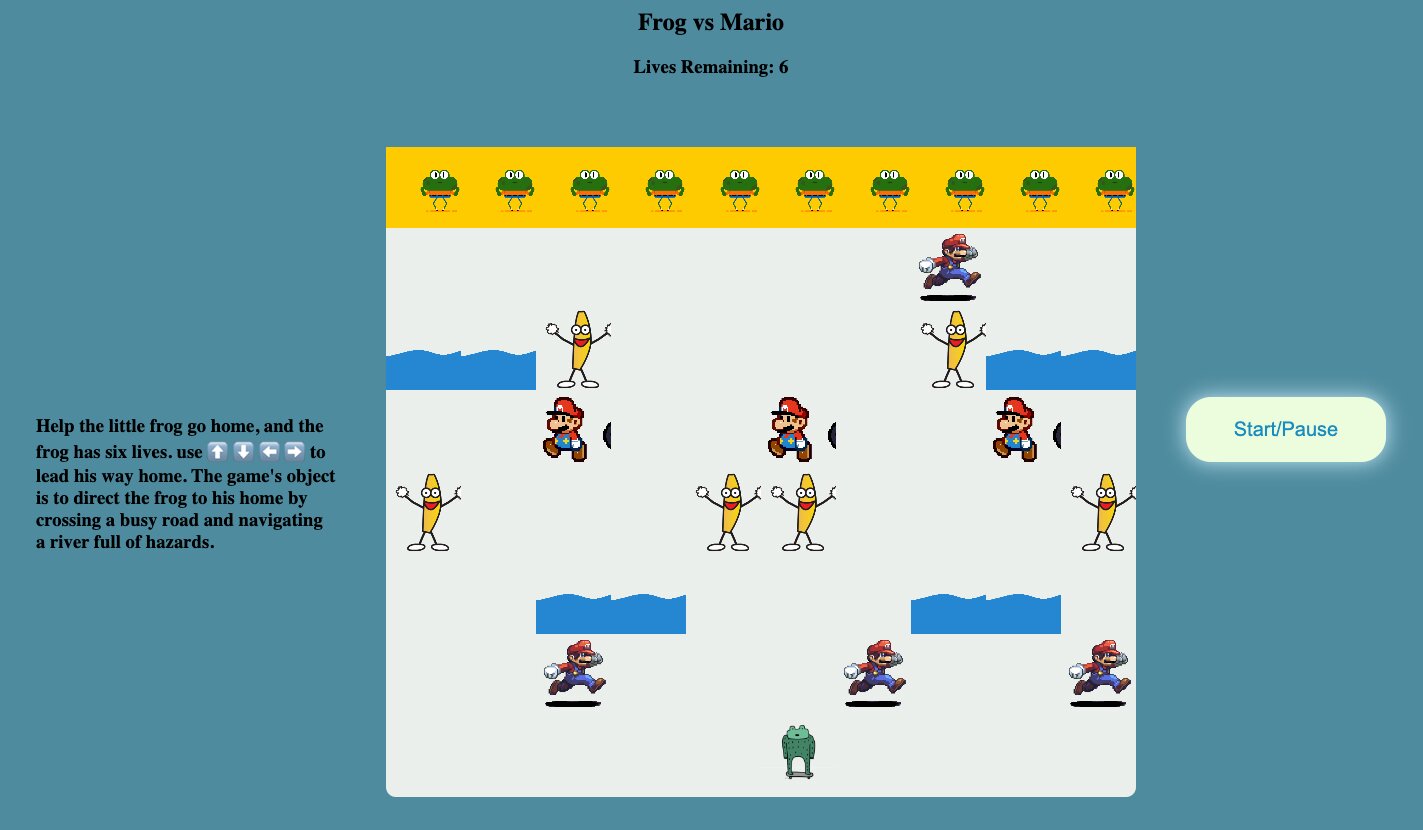 Frog vs Mario
Lives Remaining: 6
Help the little frog go home, and the
frog has six lives. use ⬆️ ⬇️ ⬅️ ➡️ to
lead his way home. The game's object
is to direct the frog to his home by
crossing a busy road and navigating
a river full of hazards.
Start/Pause